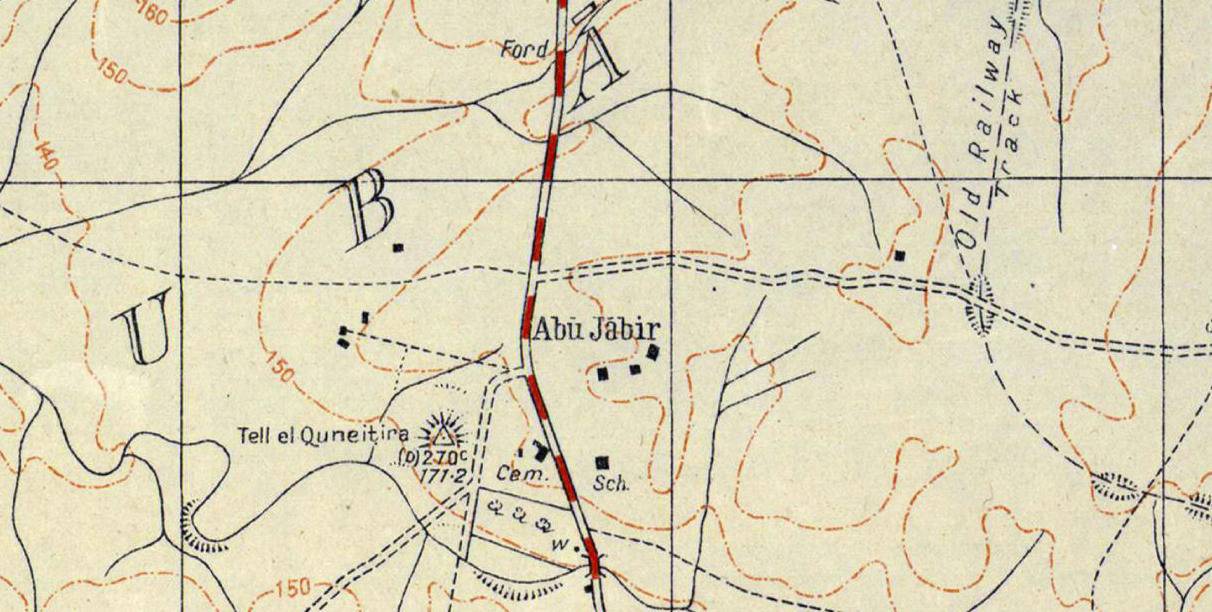 160
150
Ford
A
Old Railway
Track
140
B
U
Abū Jābir
150
Tell el Quneitira
(D)270c
171·2
Cem.
Sch.
W
150